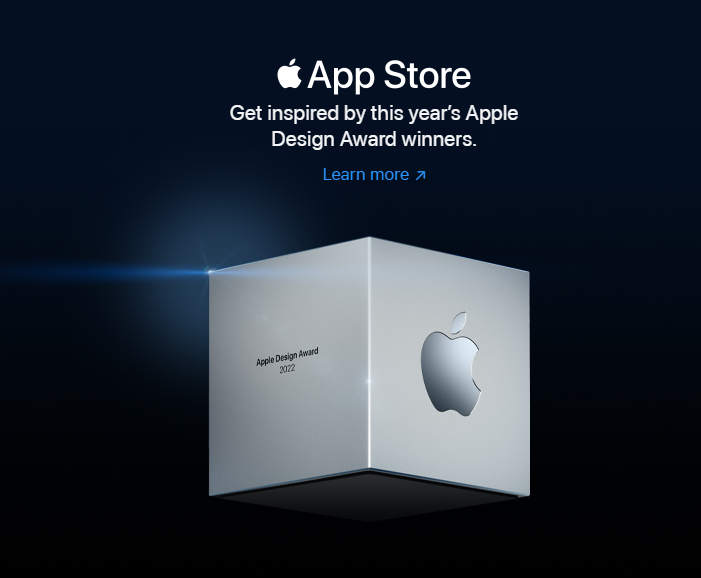 App Store
Get inspired by this year’s Apple
Design Award winners.
Learn more ↗
Apple Design Award
2022